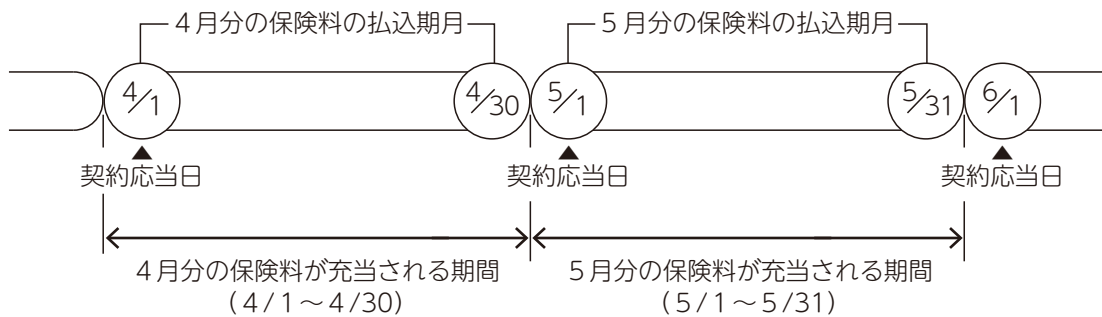 4月分の保険料の払込期月
5月分の保険料の払込期月
4/1
4/30
5/1
5/31
6/1
契約応当日
契約応当日
契約応当日
4月分の保険料が充当される期間
(4/1~4/30)
5月分の保険料が充当される期間
(5/1~5/31)